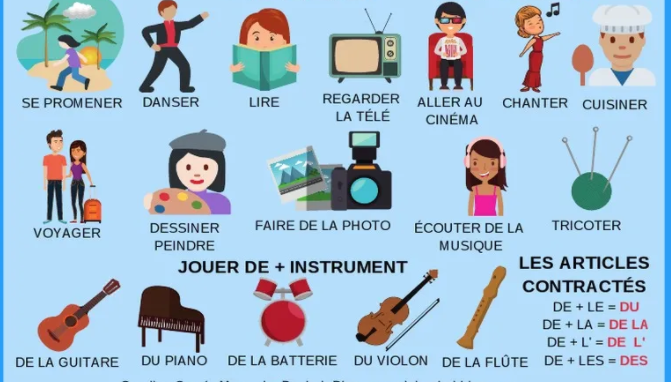 SE PROMENER
DANSER
LIRE
REGARDER
LA TÉLÉ
ALLER AU
CINÉMA
CHANTER
CUISINER
VOYAGER
DESSINER
PEINDRE
FAIRE DE LA PHOTO
ÉCOUTER DE LA
MUSIQUE
TRICOTER
JOUER DE + INSTRUMENT
DE LA GUITARE
DU PIANO
DE LA BATTERIE
DU VIOLON
DE LA FLÛTE
LES ARTICLES
CONTRACTÉS
DE + LE = DU
DE + LA = DE LA
DE + L' = DE L'
DE + LES = DES